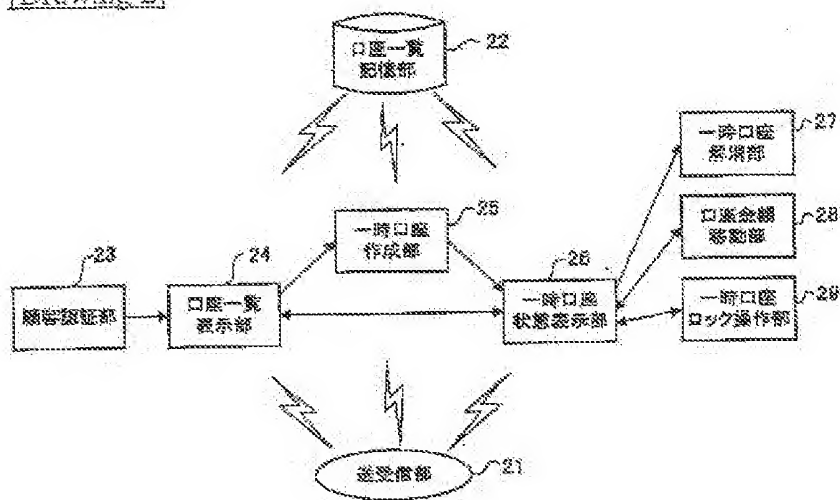 口座一覧
記憶部
22
一時口座
解消部
27
一時口座
作成部
25
口座金額
移動部
28
23
顧客認証部
24
口座一覧
表示部
26
一時口座
状態表示部
一時口座
ロック操作部
29
送受信部
21